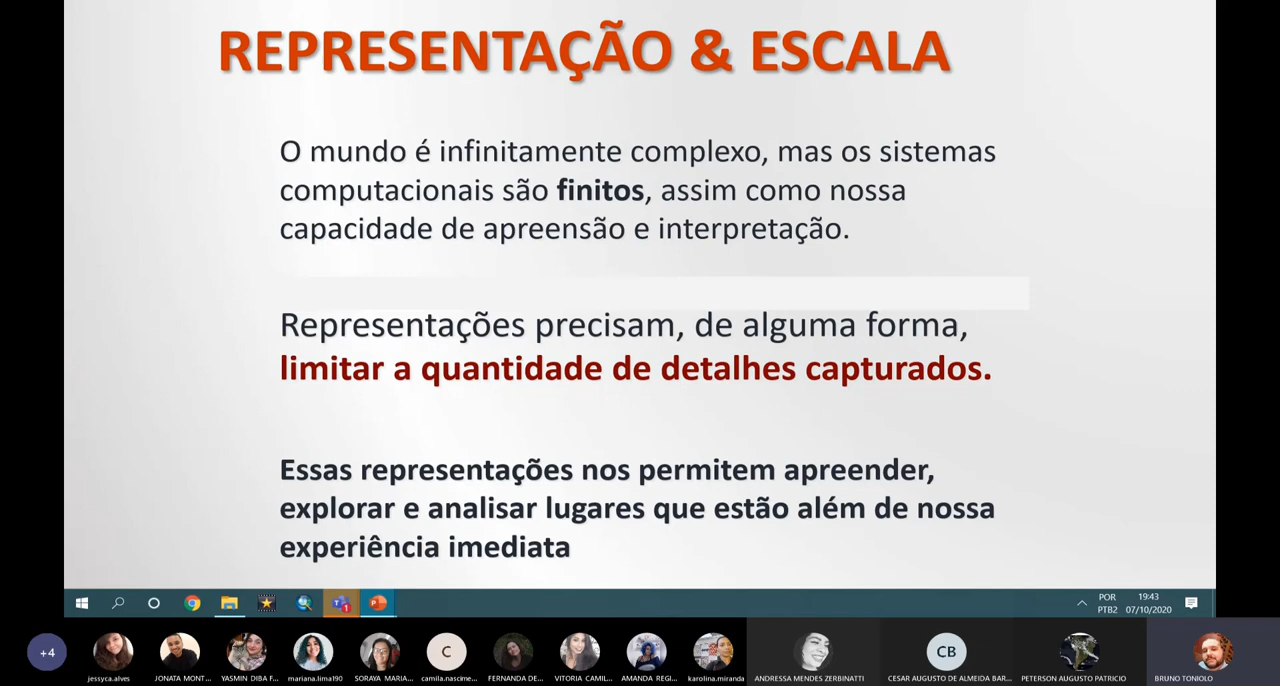 REPRESENTAÇÃO & ESCALA
O mundo é infinitamente complexo, mas os sistemas
computacionais são finitos, assim como nossa
capacidade de apreensão e interpretação.
Representações precisam, de alguma forma,
limitar a quantidade de detalhes capturados.
Essas representações nos permitem apreender,
explorar e analisar lugares que estão além de nossa
experiência imediata
POR
PTB2
19:43
07/10/2020
+4
C
CB
jessyca.alves
JONATA MONT...
YASMIN DIBA F...
mariana.lima190
SORAYA MARIA...
camila.nascime...
FERNANDA DE...
VITORIA CAMIL...
AMANDA REGI...
karolina.miranda
ANDRESSA MENDES ZERBINATTI
CESAR AUGUSTO DE ALMEIDA BAR...
PETERSON AUGUSTO PATRICIO
BRUNO TONIOLO